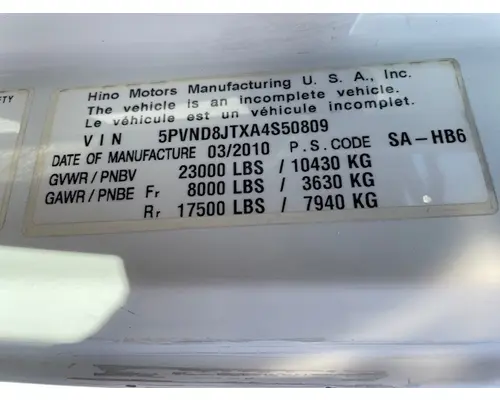 Hino Motors Manufacturing U. S. A., Inc.
The vehicle is an incomplete vehicle.
Le véhicule est un véhicule incomplet.
VIN 5PVND8JTXA4S50809
DATE OF MANUFACTURE 03/2010 P.S. CODE SA-HB6
GVWR / PNBV 23000 LBS / 10430 KG
GAWR / PNBE Fr 8000 LBS / 3630 KG
Rr 17500 LBS / 7940 KG